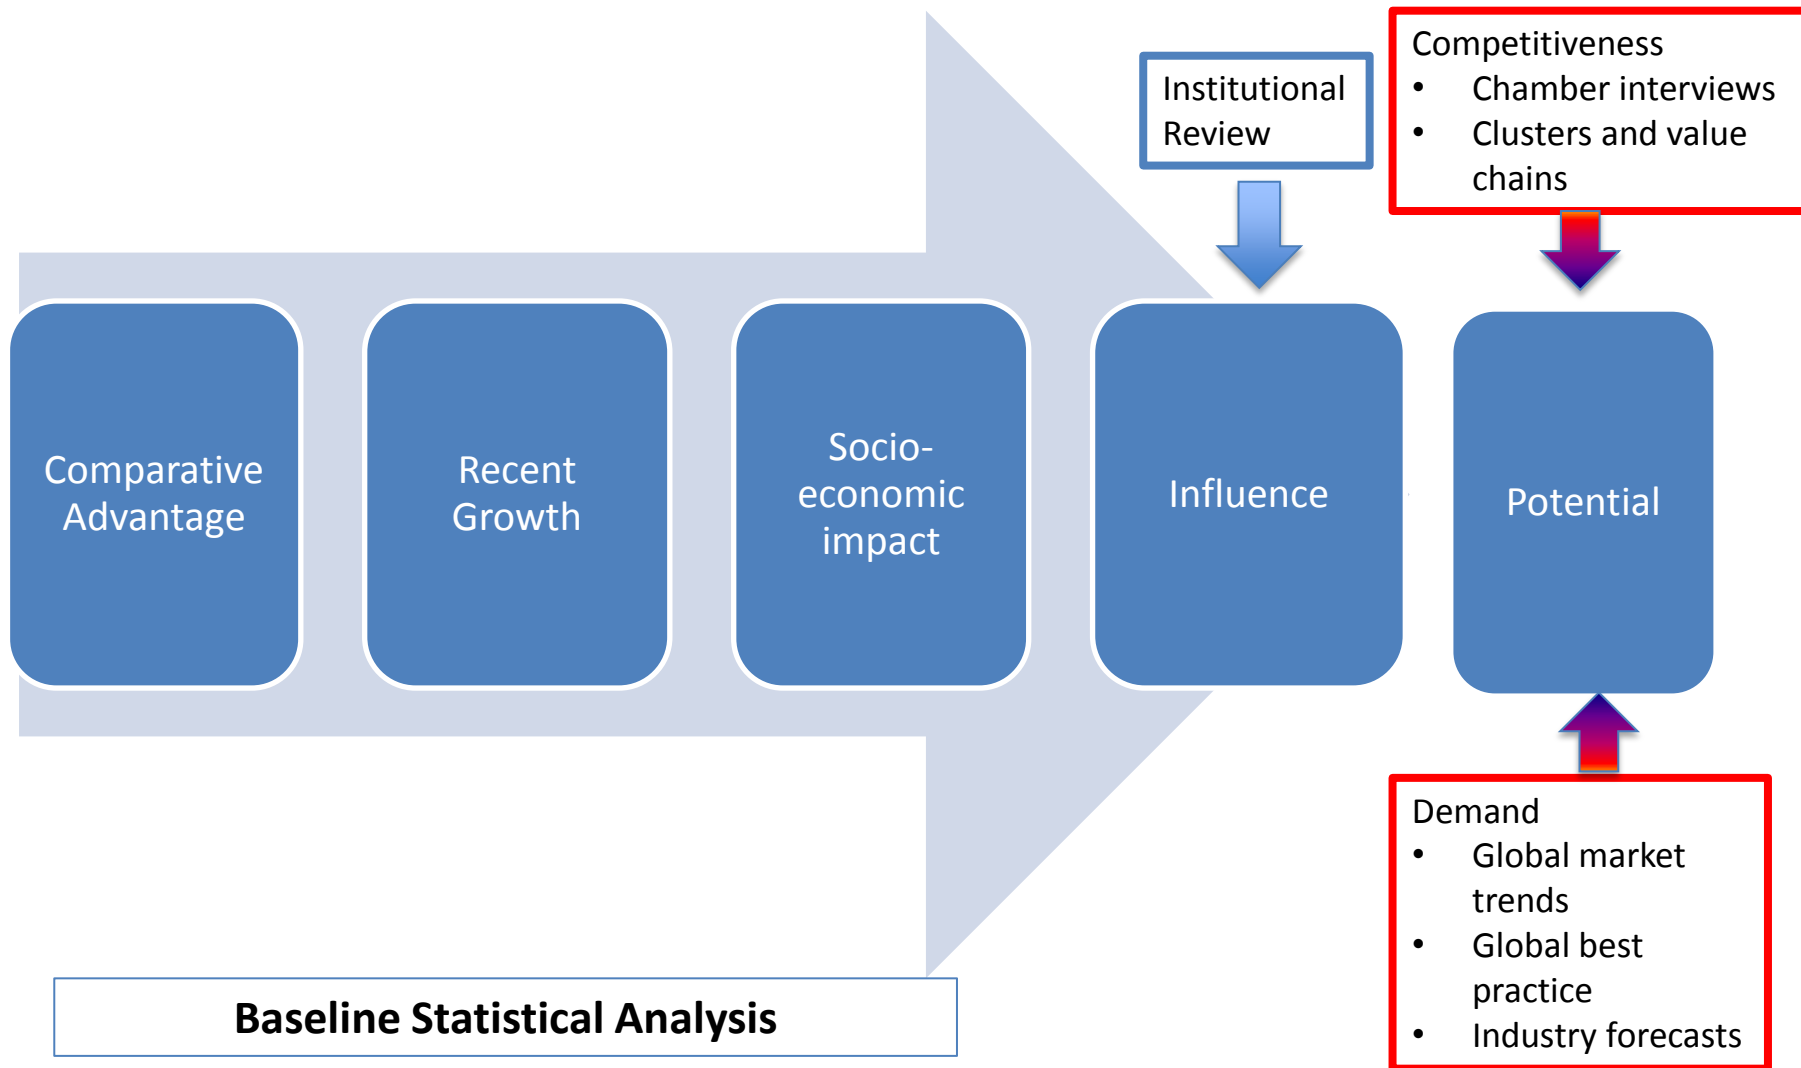 Institutional
Review
Competitiveness
• Chamber interviews
• Clusters and value
chains
Comparative
Advantage
Recent
Growth
Socio-
economic
impact
Influence
Potential
Demand
• Global market
trends
• Global best
practice
• Industry forecasts
Baseline Statistical Analysis